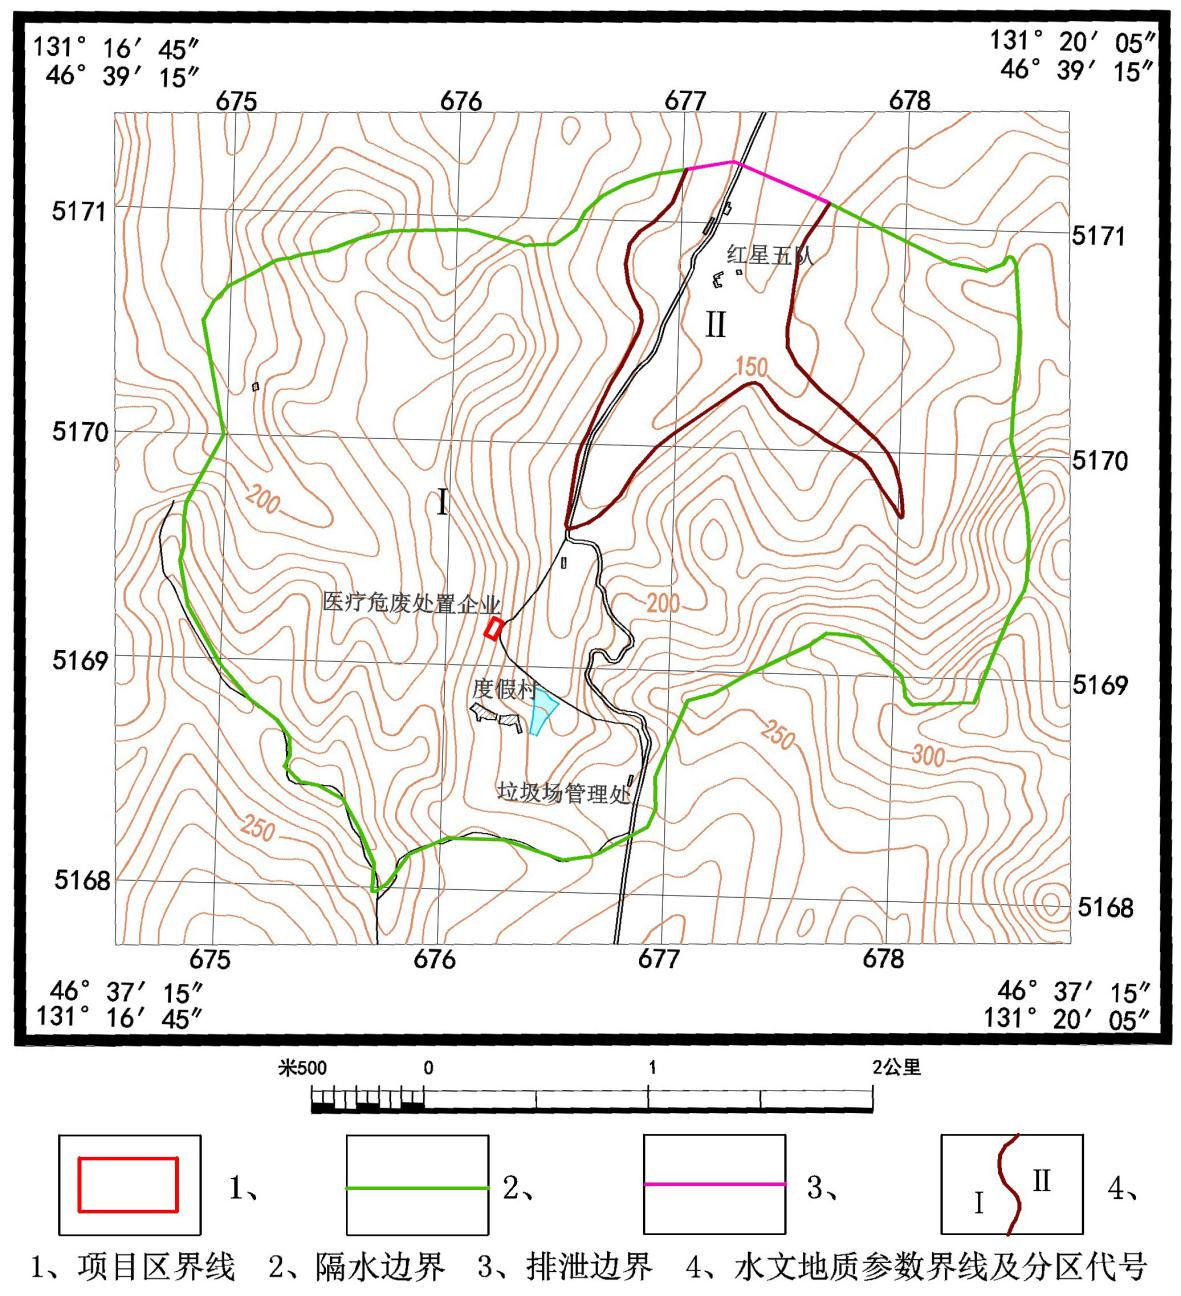 131° 16′ 45″
46° 39′ 15″
131° 20′ 05″
46° 39′ 15″
675 676 677 678
5171
5171
红星五队
II
150
5170
5170
200
I
医疗危废处置企业
200
5169
5169
度假村
250
300
垃圾场管理处
250
5168
5168
675 676 677 678
46° 37′ 15″
131° 16′ 45″
46° 37′ 15″
131° 20′ 05″
米500 0 1 2公里
1、 2、 3、 I II 4、
1、项目区界线 2、隔水边界 3、排泄边界 4、水文地质参数界线及分区代号